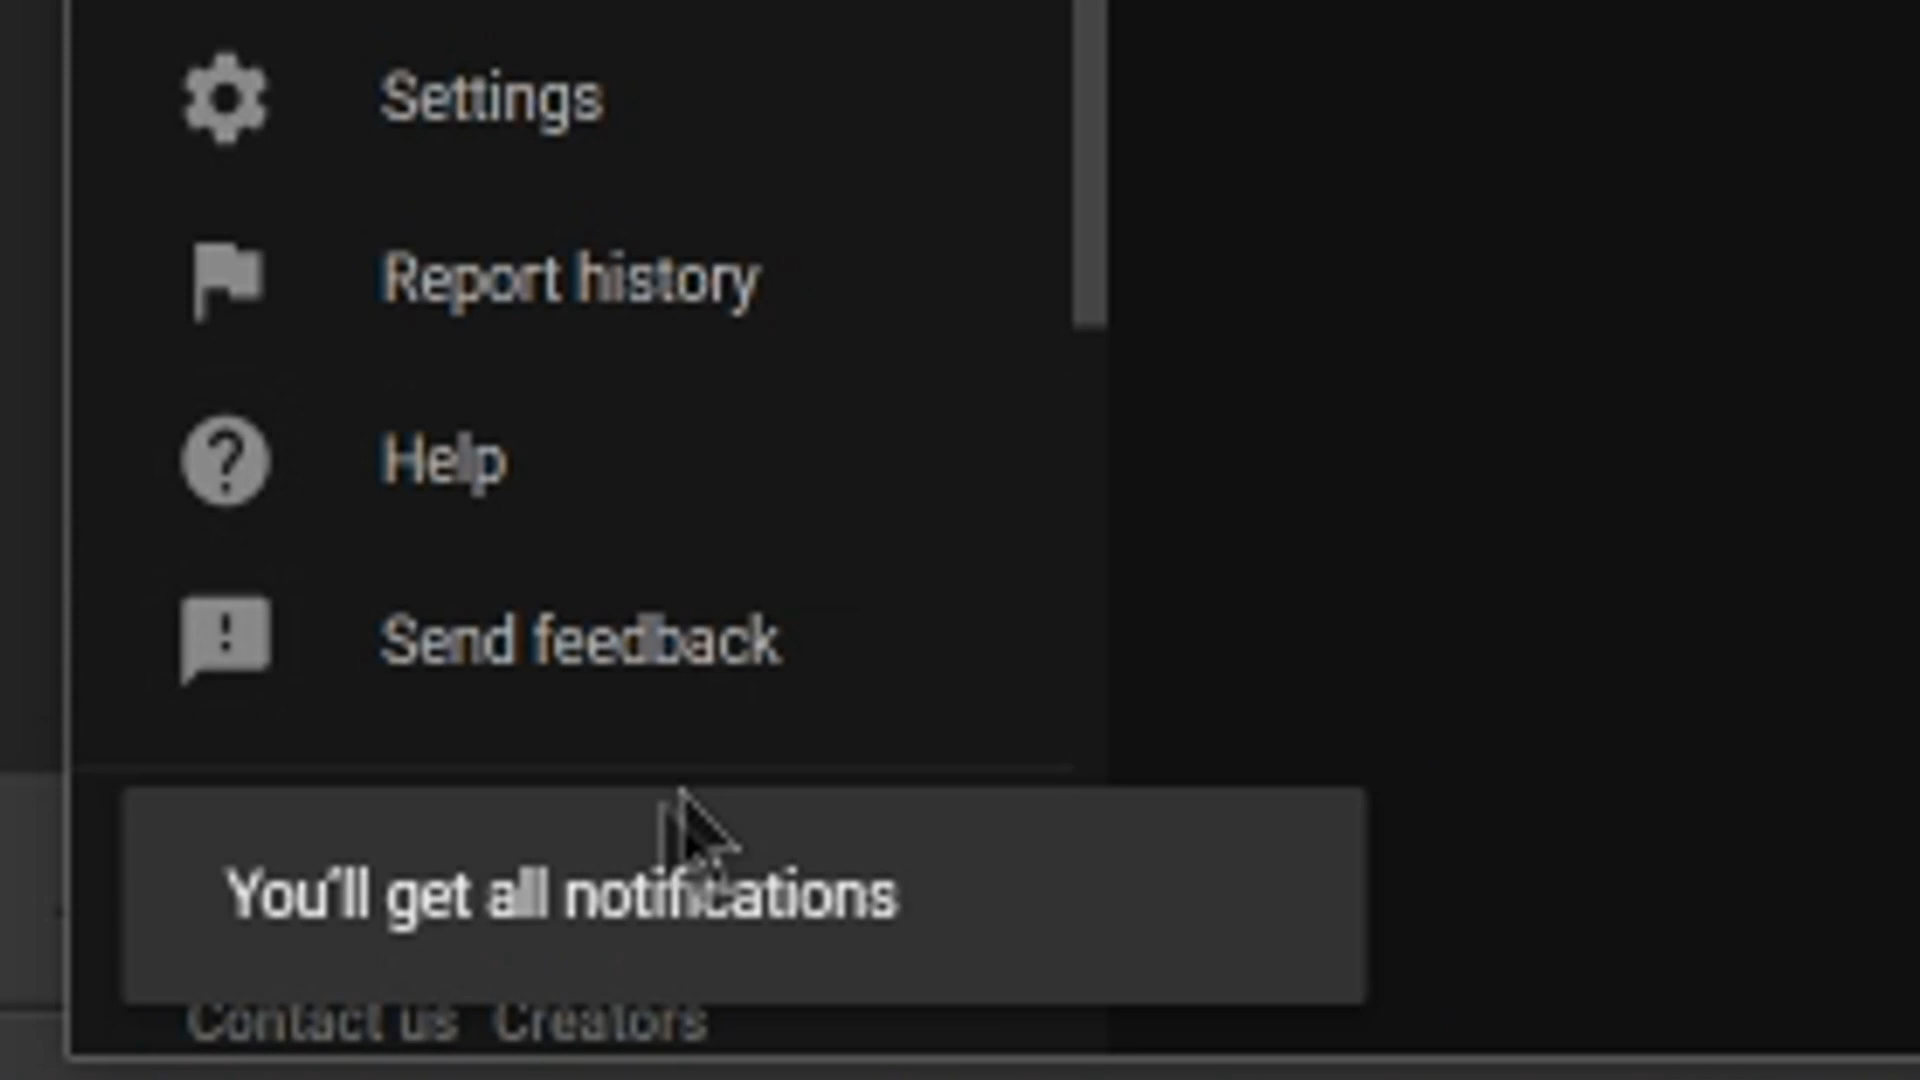 Settings
Report history
Help
Send feedback
You'll get all notifications
Contact us Creators